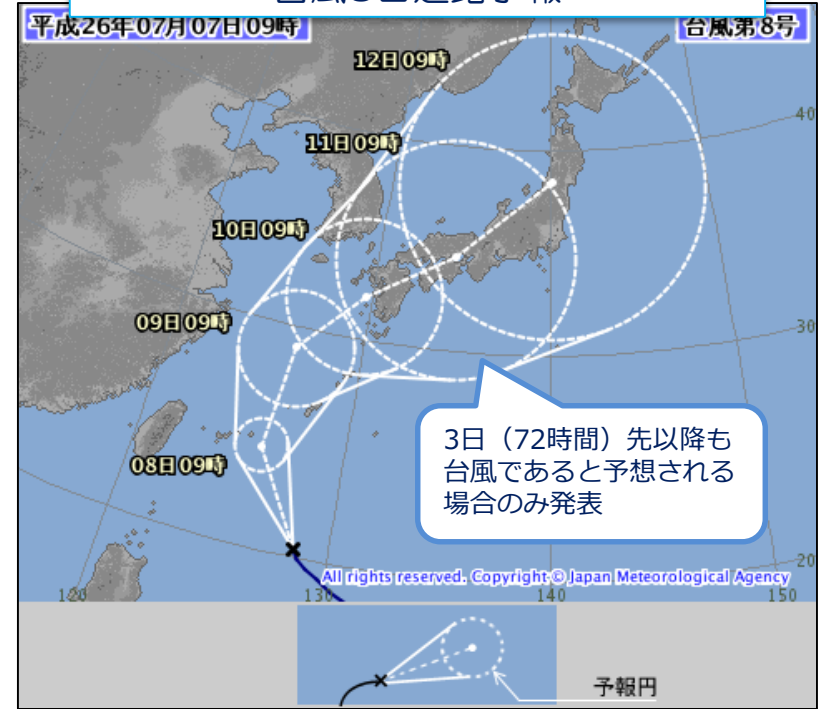 平成26年07月07日09時
台風第8号
12日09時
11日09時
10日09時
09日09時
08日09時
40
30
20
3日（72時間）先以降も
台風であると予想される
場合のみ発表
All rights reserved. Copyright © Japan Meteorological Agency
120
130
140
150
予報円